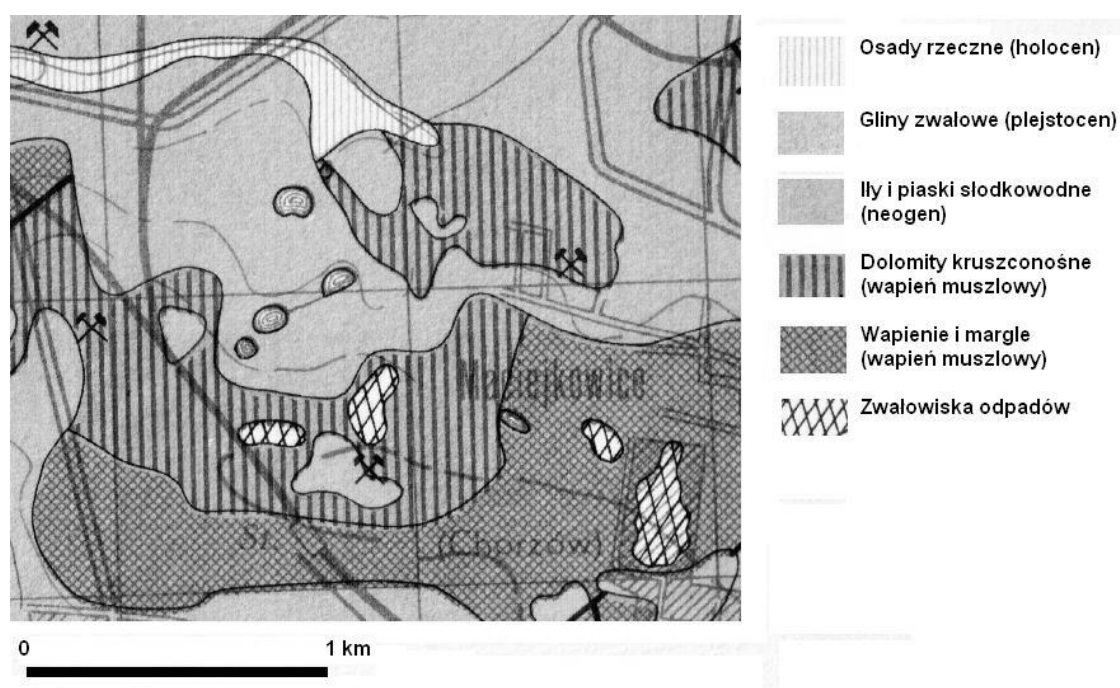 Osady rzeczne (holocen)
Gliny zwałowe (plejstocen)
Iły i piaski słodkowodne
(neogen)
Dolomity kruszconośne
(wapień muszlowy)
Wapienie i margle
(wapień muszlowy)
Zwałowiska odpadów
Maciejkowice
St.
(Chorzów)
0 1 km